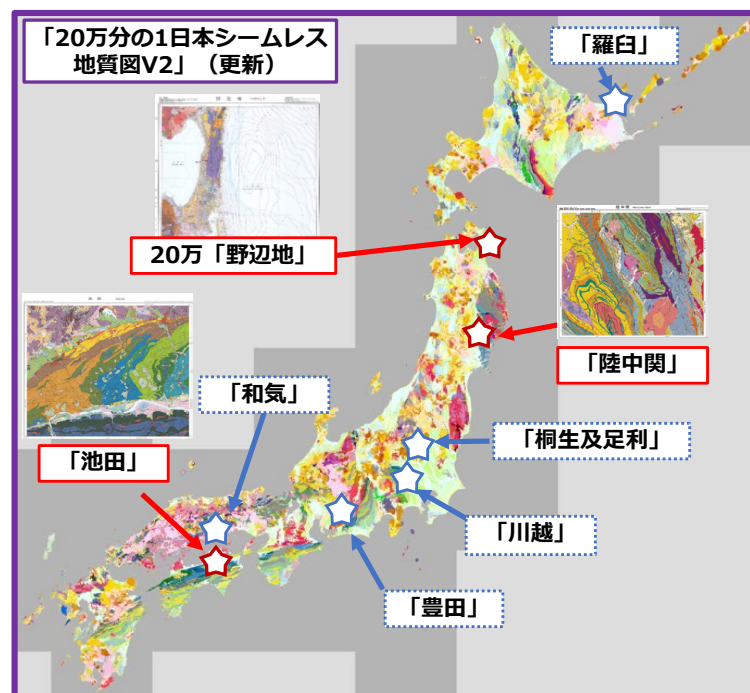 「20万分の1日本シームレス
地質図V2」（更新）
「羅臼」
20万「野辺地」
「陸中関」
「和気」
「桐生及足利」
「池田」
「川越」
「豊田」